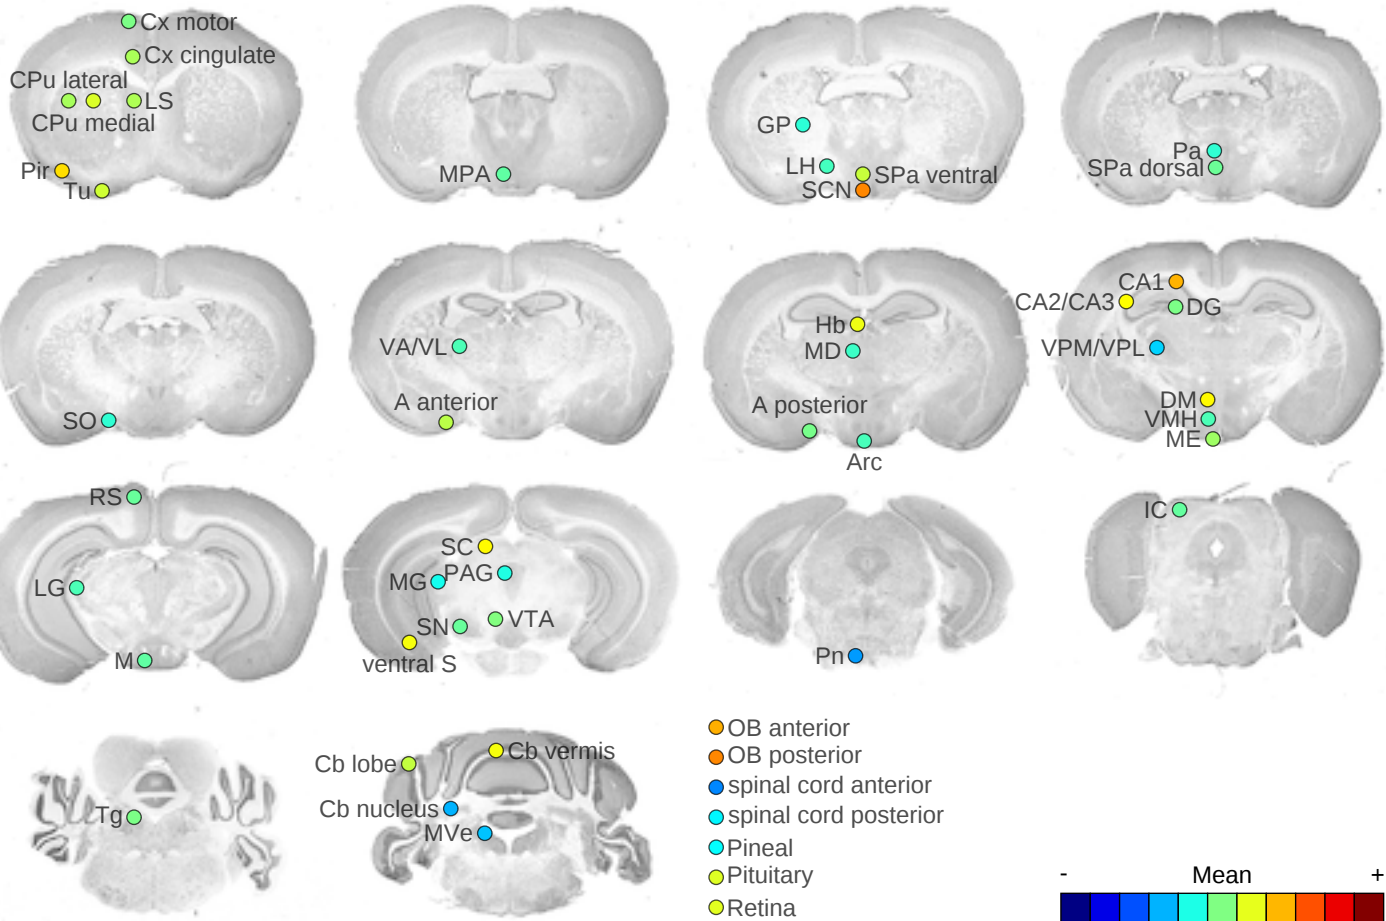 Cx motor
Cx cingulate
CPu lateral
LS
CPu medial
Pir
Tu
MPA
GP
LH
SPa ventral
SCN
Pa
SPa dorsal
SO
VA/VL
A anterior
Hb
MD
A posterior
Arc
CA1
CA2/CA3
DG
VPM/VPL
DM
VMH
ME
RS
LG
M
SC
MG
PAG
SN
VTA
ventral S
Pn
IC
Tg
Cb lobe
Cb vermis
Cb nucleus
MVe
OB anterior
OB posterior
spinal cord anterior
spinal cord posterior
Pineal
Pituitary
Retina
- Mean +